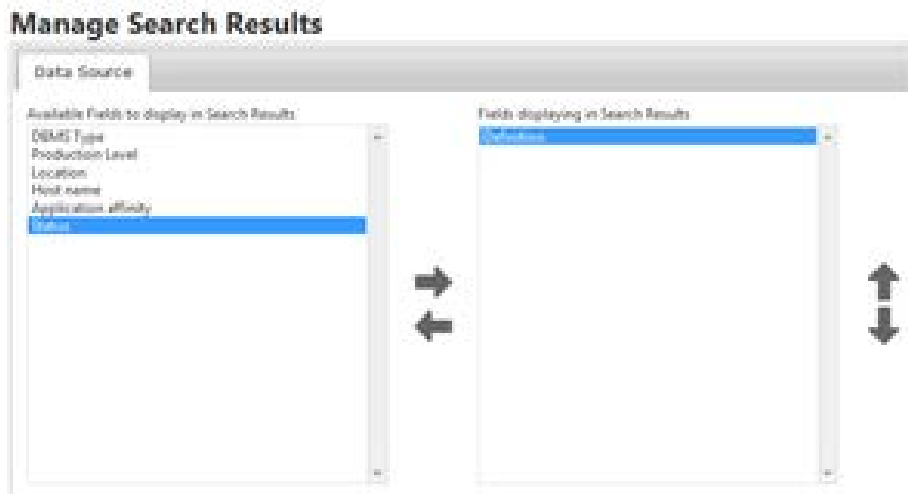 Manage Search Results
Data Source
Available Fields to display in Search Results
DBMS Type
Production Level
Location
Host name
Application affinity
Status
Fields displaying in Search Results
Definition